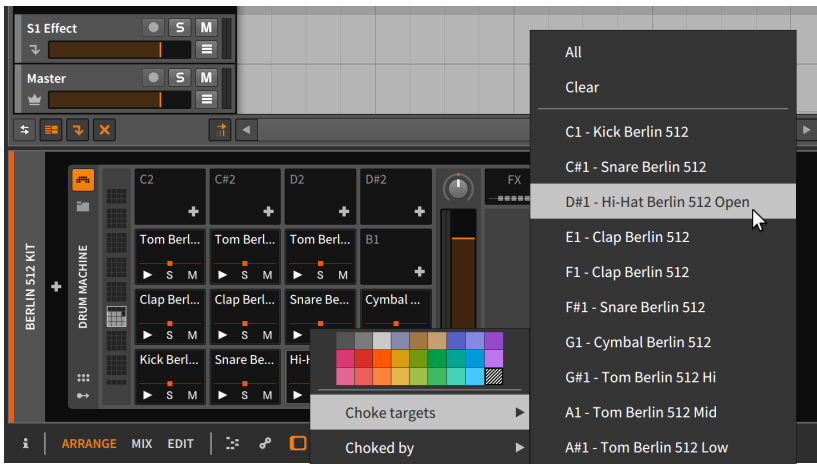 S1 Effect
S M
Master
S M
BERLIN 512 KIT
DRUM MACHINE
C2
C#2
D2
D#2
FX
Tom Berl...
Tom Berl...
Tom Berl...
B1
S M
S M
S M
Clap Berl...
Clap Berl...
Snare Be...
Cymbal ...
S M
S M
Kick Berl...
Snare Be...
Hi-H
S M
S M
i
ARRANGE
MIX
EDIT
Choke targets
Choked by
All
Clear
C1 - Kick Berlin 512
C#1 - Snare Berlin 512
D#1 - Hi-Hat Berlin 512 Open
E1 - Clap Berlin 512
F1 - Clap Berlin 512
F#1 - Snare Berlin 512
G1 - Cymbal Berlin 512
G#1 - Tom Berlin 512 Hi
A1 - Tom Berlin 512 Mid
A#1 - Tom Berlin 512 Low